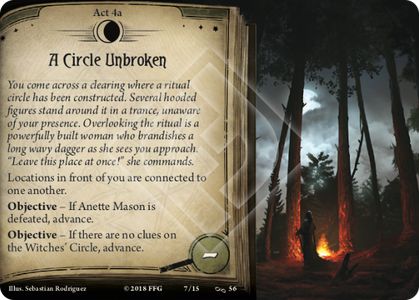 Act 4a
A Circle Unbroken
You come across a clearing where a ritual
circle has been constructed. Several hooded
figures stand around it in a trance, unaware
of your presence. Overlooking the ritual is a
powerfully built woman who brandishes a
long wavy dagger as she sees you approach.
“Leave this place at once!” she commands.
Locations in front of you are connected to
one another.
Objective – If Anette Mason is
defeated, advance.
Objective – If there are no clues on
the Witches’ Circle, advance.
–
Illus. Sebastian Rodriguez © 2018 FFG 7/15 56